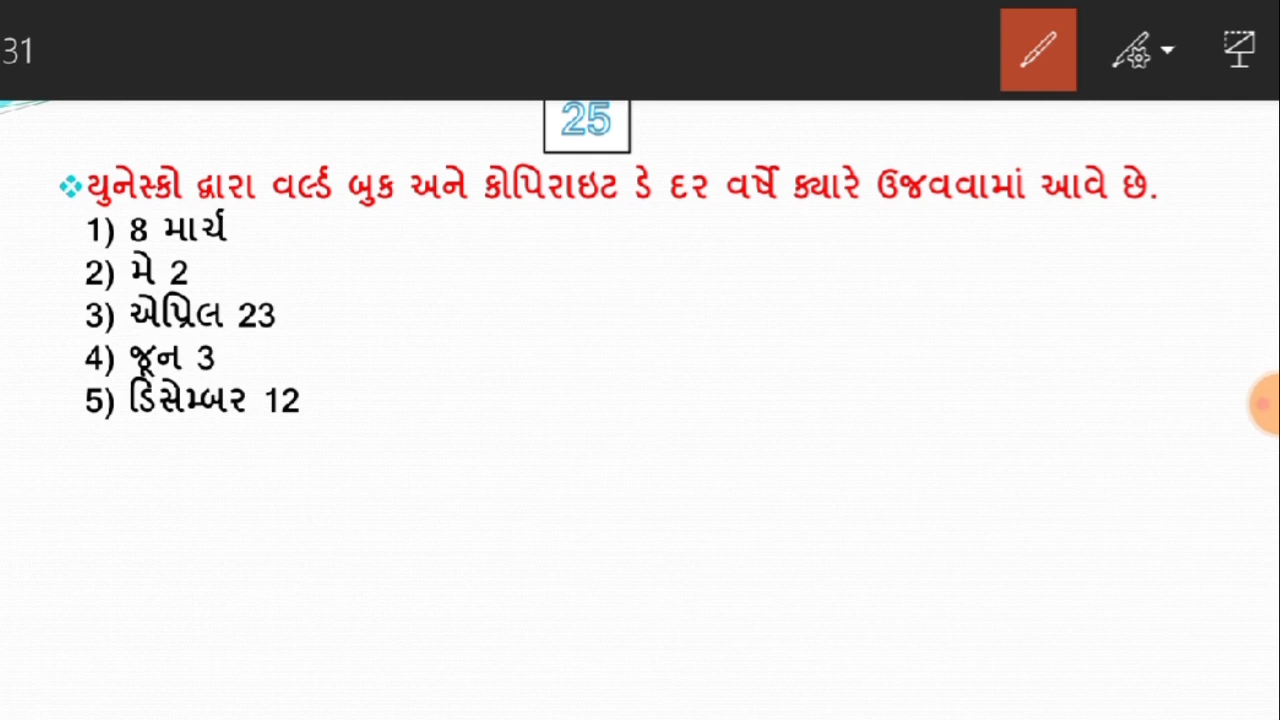 31
25
યુનેસ્કો દ્વારા વર્લ્ડ બુક અને કોપિરાઇટ ડે દર વર્ષે ક્યારે ઉજવવામાં આવે છે.
1) 8 માર્ચ
2) મે 2
3) એપ્રિલ 23
4) જૂન 3
5) ડિસેમ્બર 12